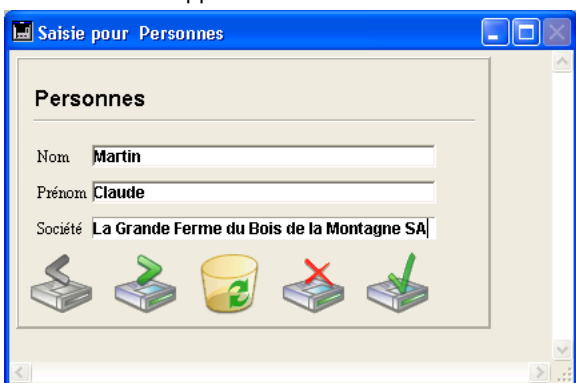 Saisie pour Personnes
Personnes
Nom Martin
Prénom Claude
Société La Grande Ferme du Bois de la Montagne SA